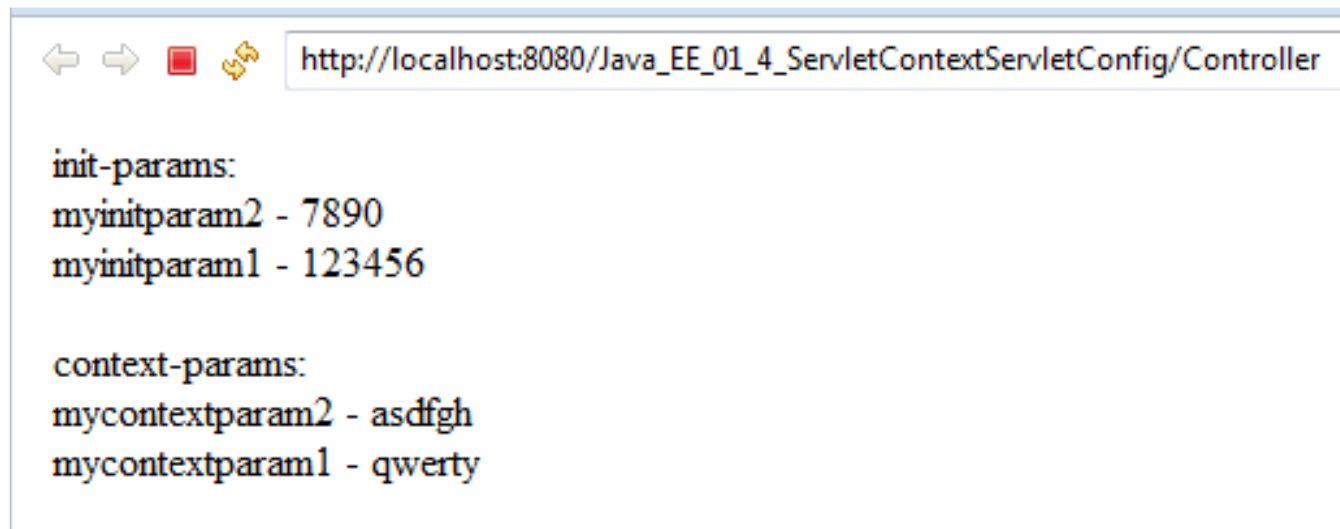 http://localhost:8080/Java_EE_01_4_ServletContextServletConfig/Controller
init-params:
myinitparam2 - 7890
myinitparam1 - 123456
context-params:
mycontextparam2 - asdfgh
mycontextparam1 - qwerty